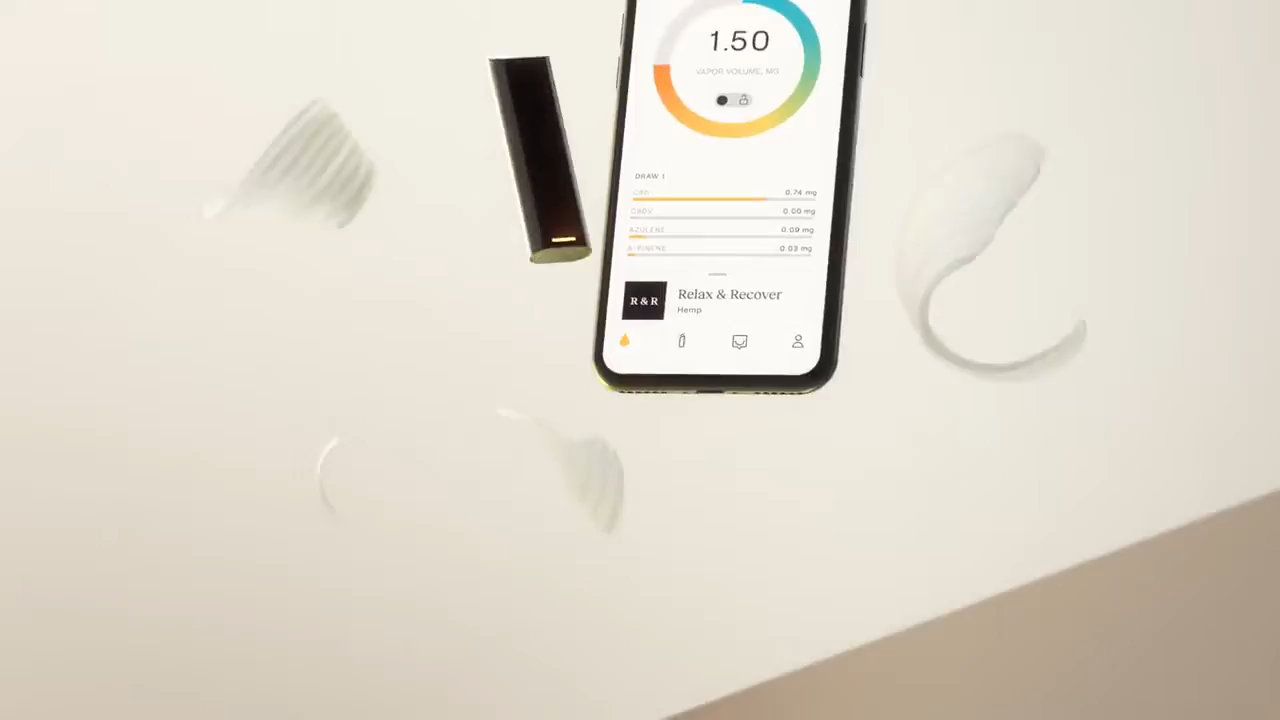 1.50
VAPOR VOLUME, MG
DRAW 1
0.74 mg
CBDV 0.00 mg
AZULENE 0.09 mg
A-PINENE 0.03 mg
R & R
Relax & Recover
Hemp